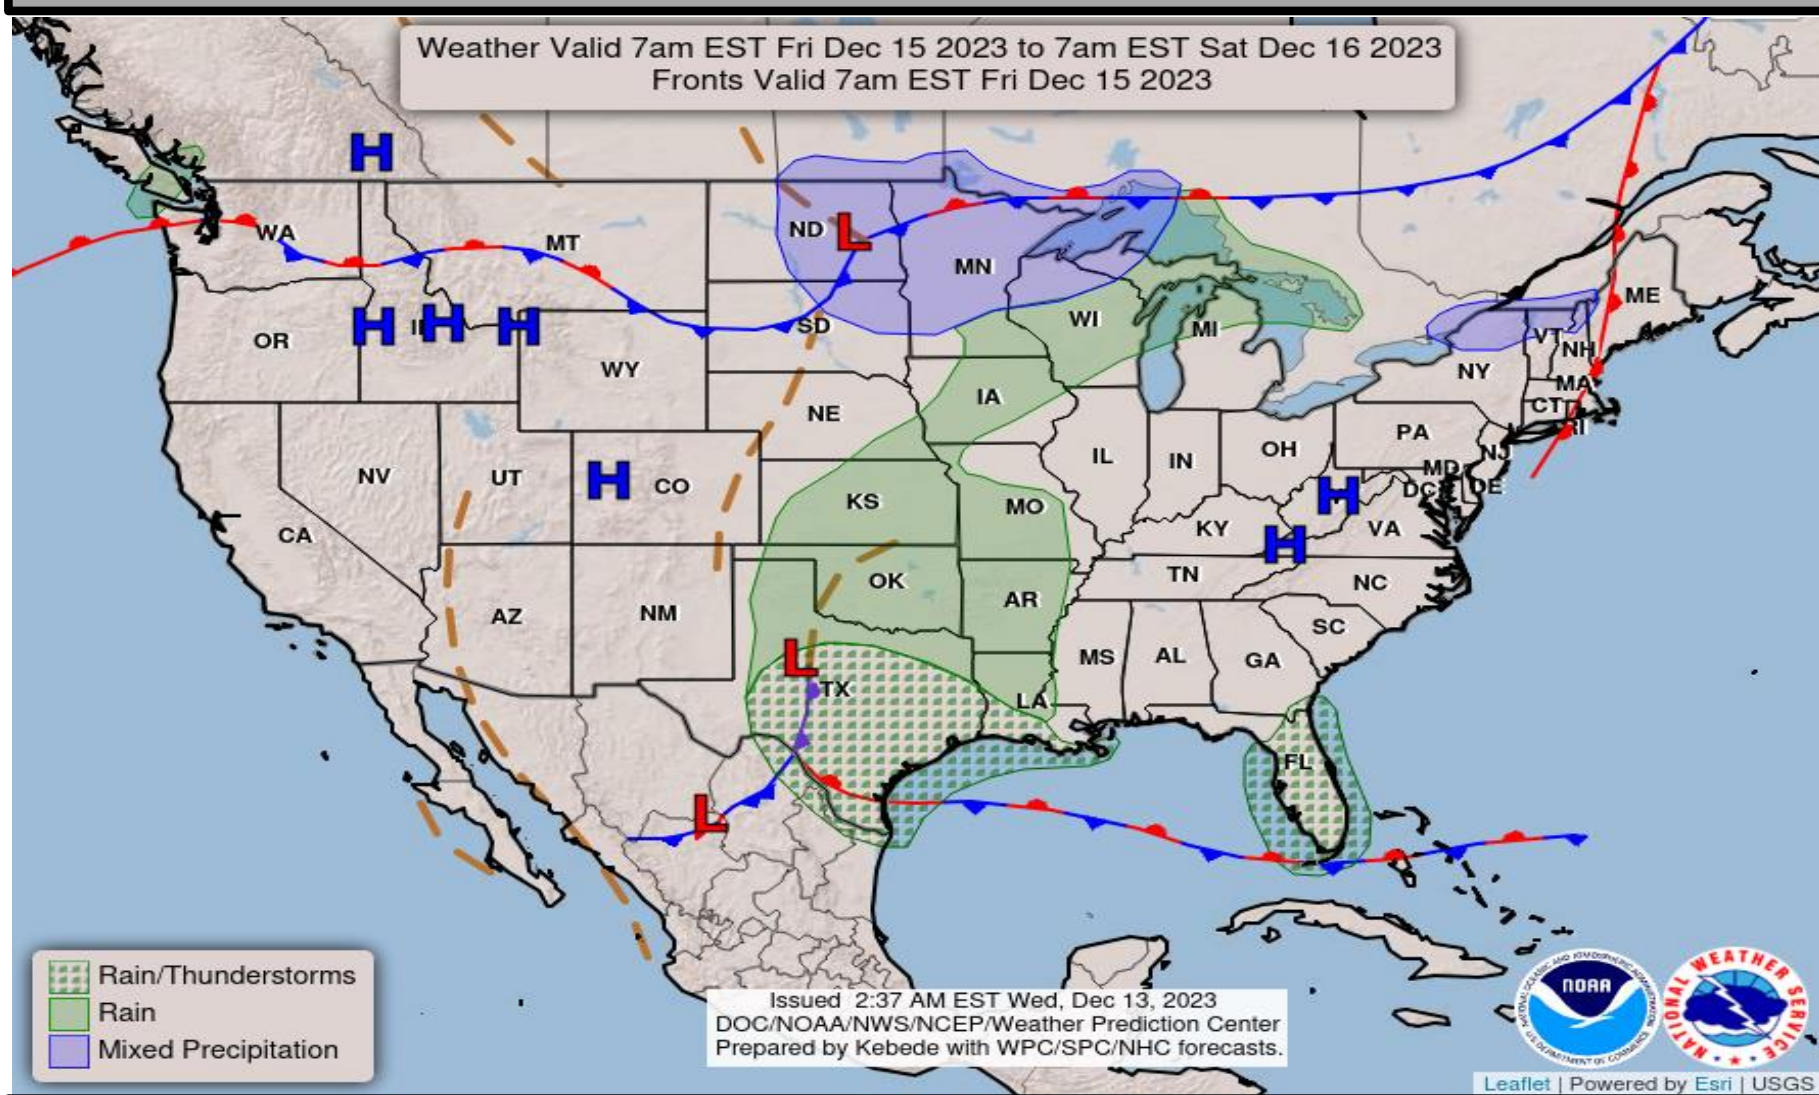 Weather Valid 7am EST Fri Dec 15 2023 to 7am EST Sat Dec 16 2023
Fronts Valid 7am EST Fri Dec 15 2023
H
ND
L
WA
MT
MN
ME
H
H
H
SD
WI
MI
VT
NH
OR
WY
NY
MA
IA
NE
CT
RI
PA
NV
UT
H
CO
KS
MO
IL
IN
OH
NJ
MD
DC
DE
H
CA
KY
VA
H
OK
TN
NC
AZ
NM
AR
SC
L
TX
MS
AL
GA
LA
FL
L
Rain/Thunderstorms
Rain
Mixed Precipitation
Issued 2:37 AM EST Wed, Dec 13, 2023
DOC/NOAA/NWS/NCEP/Weather Prediction Center
Prepared by Kebede with WPC/SPC/NHC forecasts.
NOAA
NATIONAL WEATHER SERVICE
Leaflet | Powered by Esri | USGS